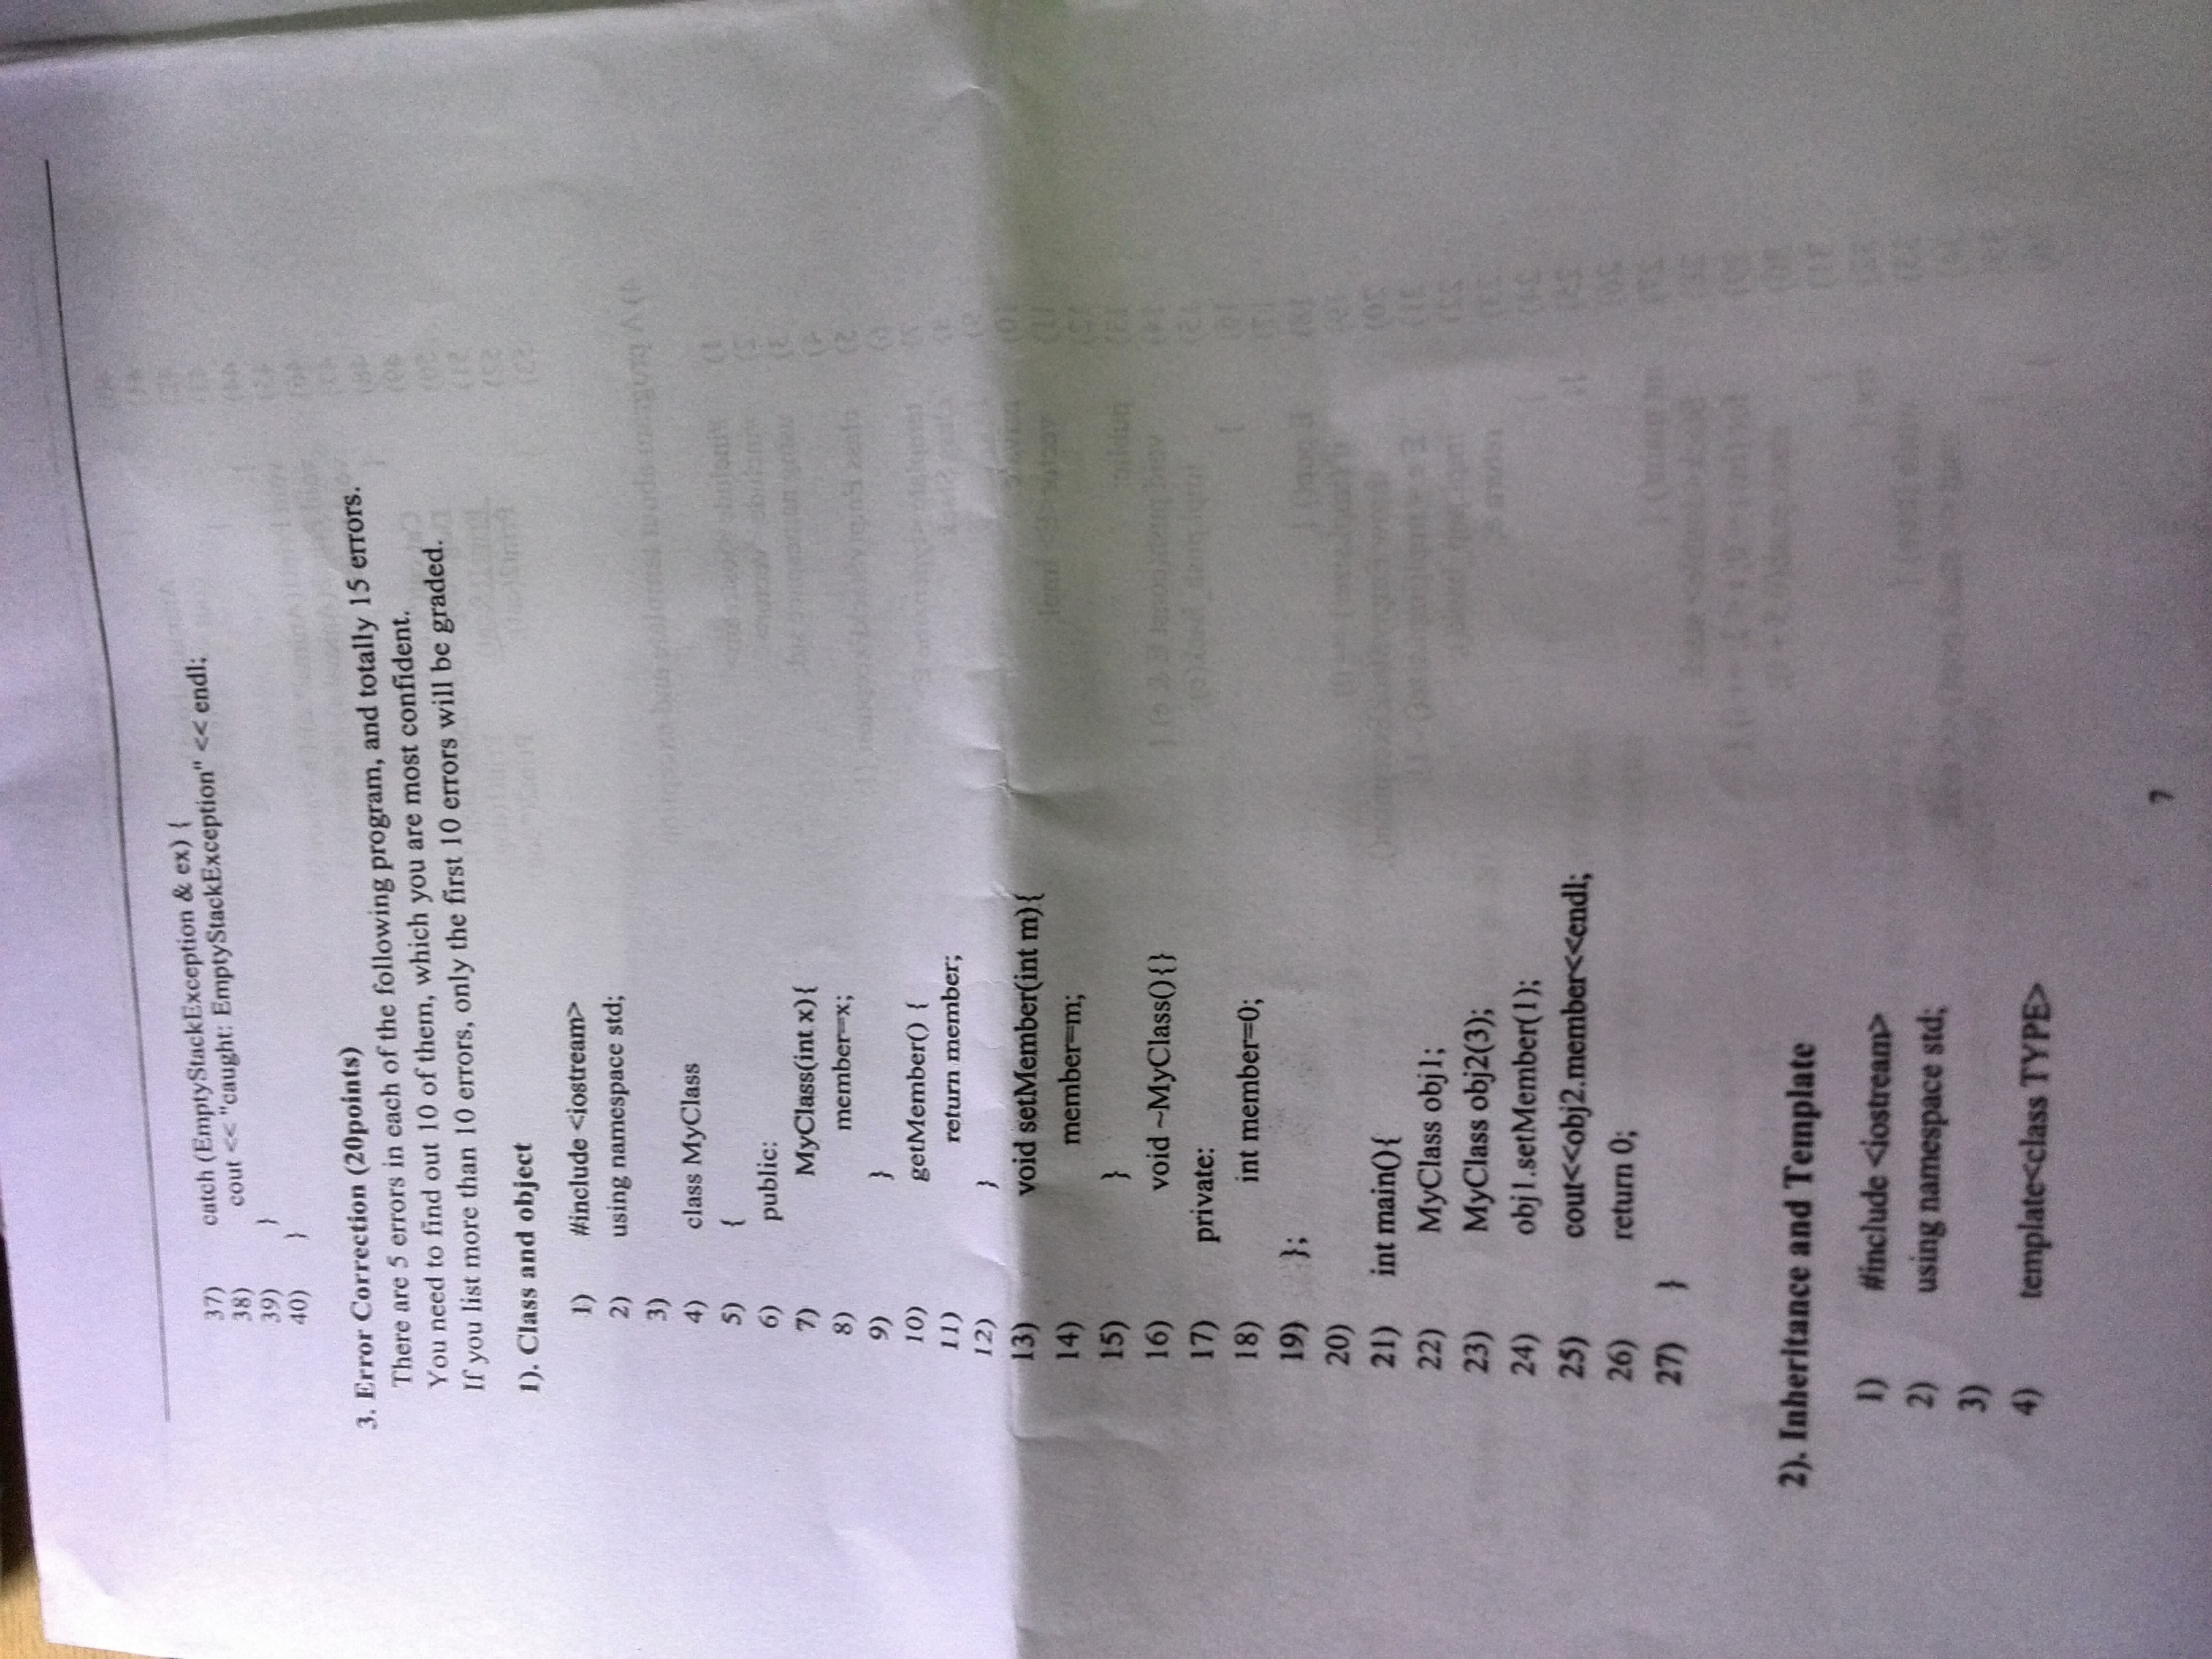 37) catch (EmptyStackException & ex) {
38) cout << "caught: EmptyStackException" << endl;
39) }
40) }
3. Error Correction (20points)
There are 5 errors in each of the following program, and totally 15 errors.
You need to find out 10 of them, which you are most confident.
If you list more than 10 errors, only the first 10 errors will be graded.
1). Class and object
1) #include <iostream>
2) using namespace std;
3)
4) class MyClass
5) {
6) public:
7) MyClass(int x){
8) member=x;
9) }
10) getMember() {
11) return member;
12) }
13) void setMember(int m){
14) member=m;
15) }
16) void ~MyClass(){}
17) private:
18) int member=0;
19) };
20)
21) int main(){
22) MyClass obj1;
23) MyClass obj2(3);
24) obj1.setMember(1);
25) cout<<obj2.member<<endl;
26) return 0;
27) }
2). Inheritance and Template
1) #include <iostream>
2) using namespace std;
3)
4) template<class TYPE>
7